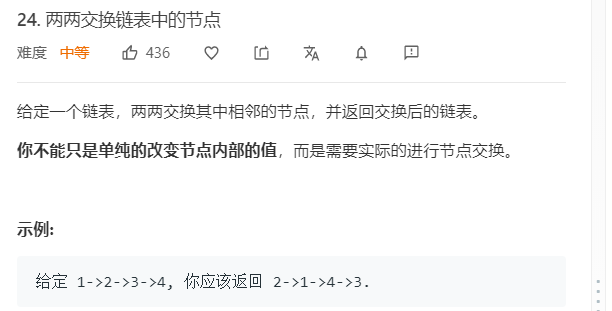 24. 两两交换链表中的节点
难度 中等 436
给定一个链表，两两交换其中相邻的节点，并返回交换后的链表。
你不能只是单纯的改变节点内部的值，而是需要实际的进行节点交换。
示例:
给定 1->2->3->4, 你应该返回 2->1->4->3.